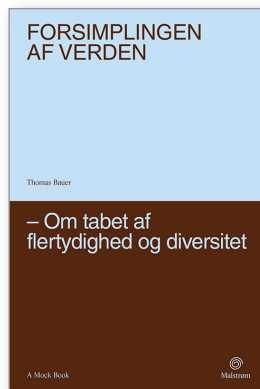 FORSIMPLINGEN
AF VERDEN
Thomas Bauer
– Om tabet af
flertydighed og diversitet
A Mock Book
Malstrøm